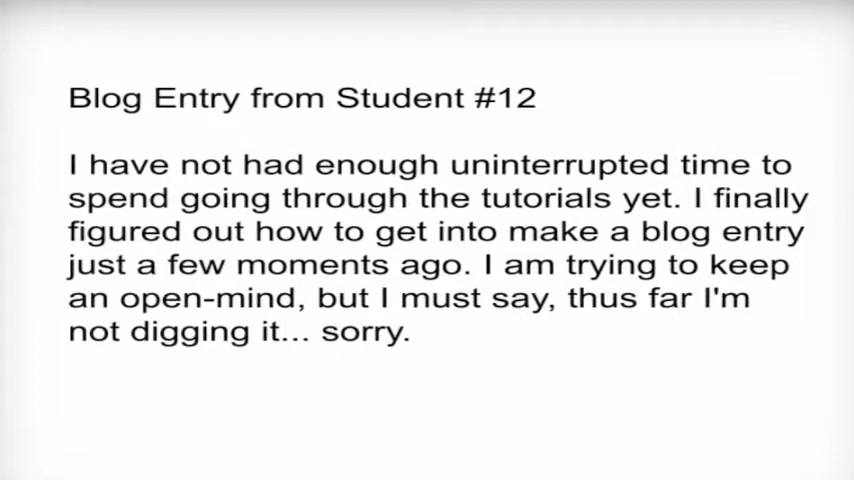 Blog Entry from Student #12
I have not had enough uninterrupted time to
spend going through the tutorials yet. I finally
figured out how to get into make a blog entry
just a few moments ago. I am trying to keep
an open-mind, but I must say, thus far I'm
not digging it... sorry.